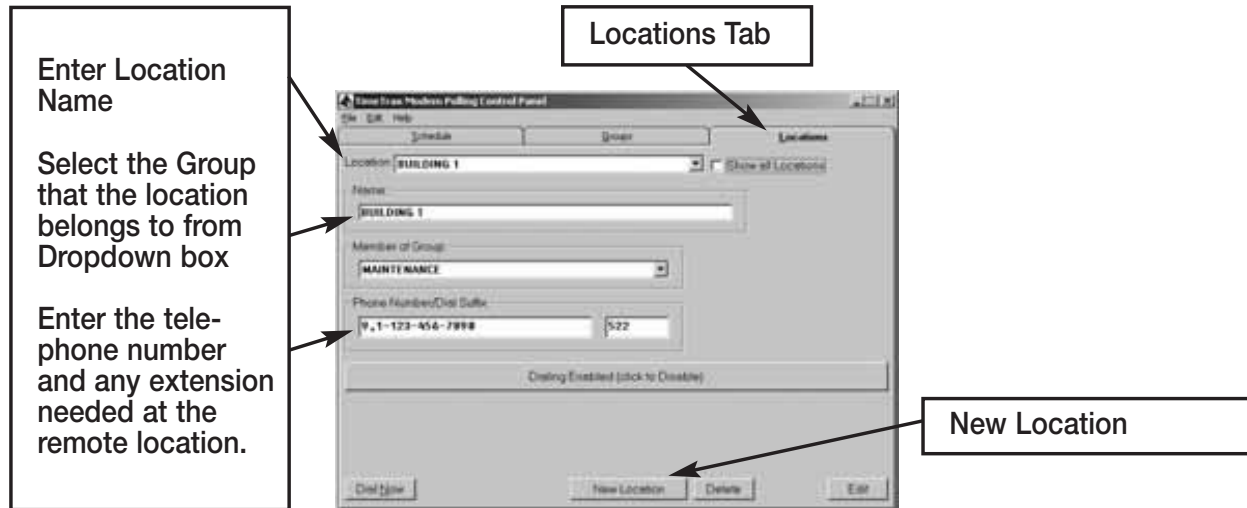 Locations Tab
Enter Location
Name
Select the Group
that the location
belongs to from
Dropdown box
Enter the tele-
phone number
and any extension
needed at the
remote location.
TimeTrax Modem Polling Control Panel
File Edit Help
Schedule Groups Locations
Location BUILDING 1 Show all Locations
Name
BUILDING 1
Member of Group
MAINTENANCE
Phone Number/Dial Suffix
9,1-123-456-7890 522
Dialing Enabled (click to Disable)
New Location
Dial Now New Location Delete Edit